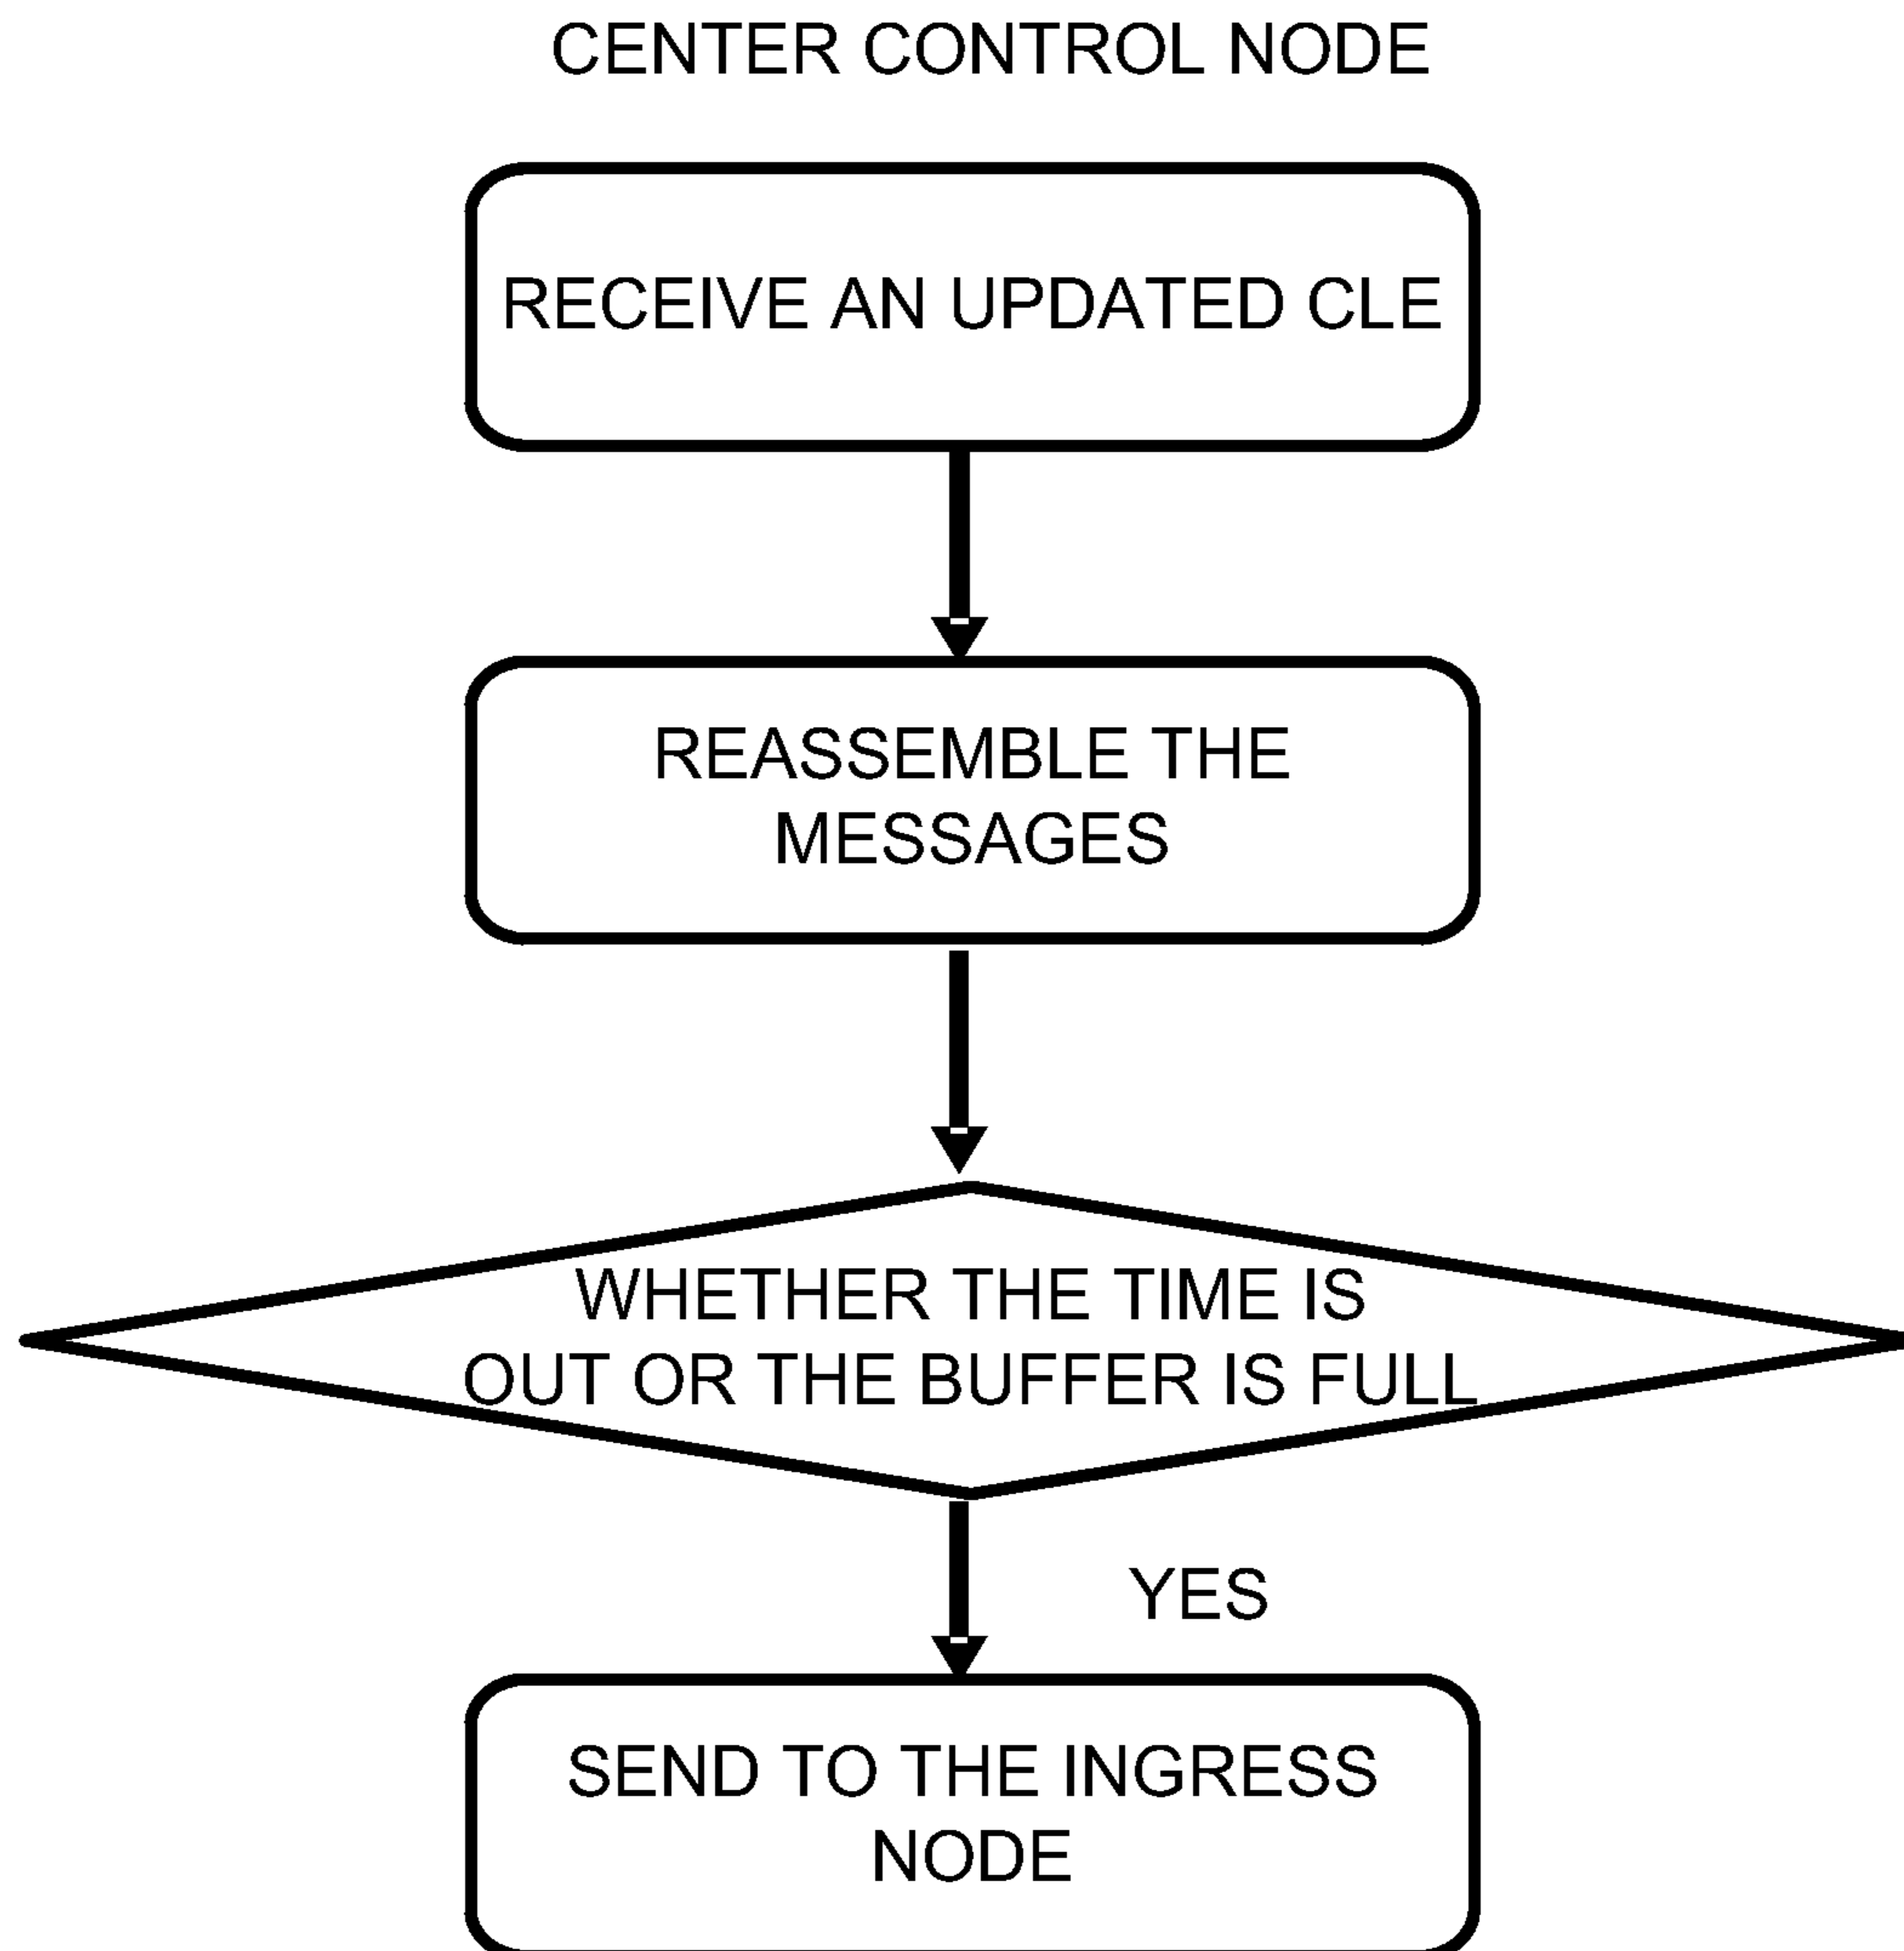 CENTER CONTROL NODE
RECEIVE AN UPDATED CLE
REASSEMBLE THE
MESSAGES
WHETHER THE TIME IS
OUT OR THE BUFFER IS FULL
YES
SEND TO THE INGRESS
NODE